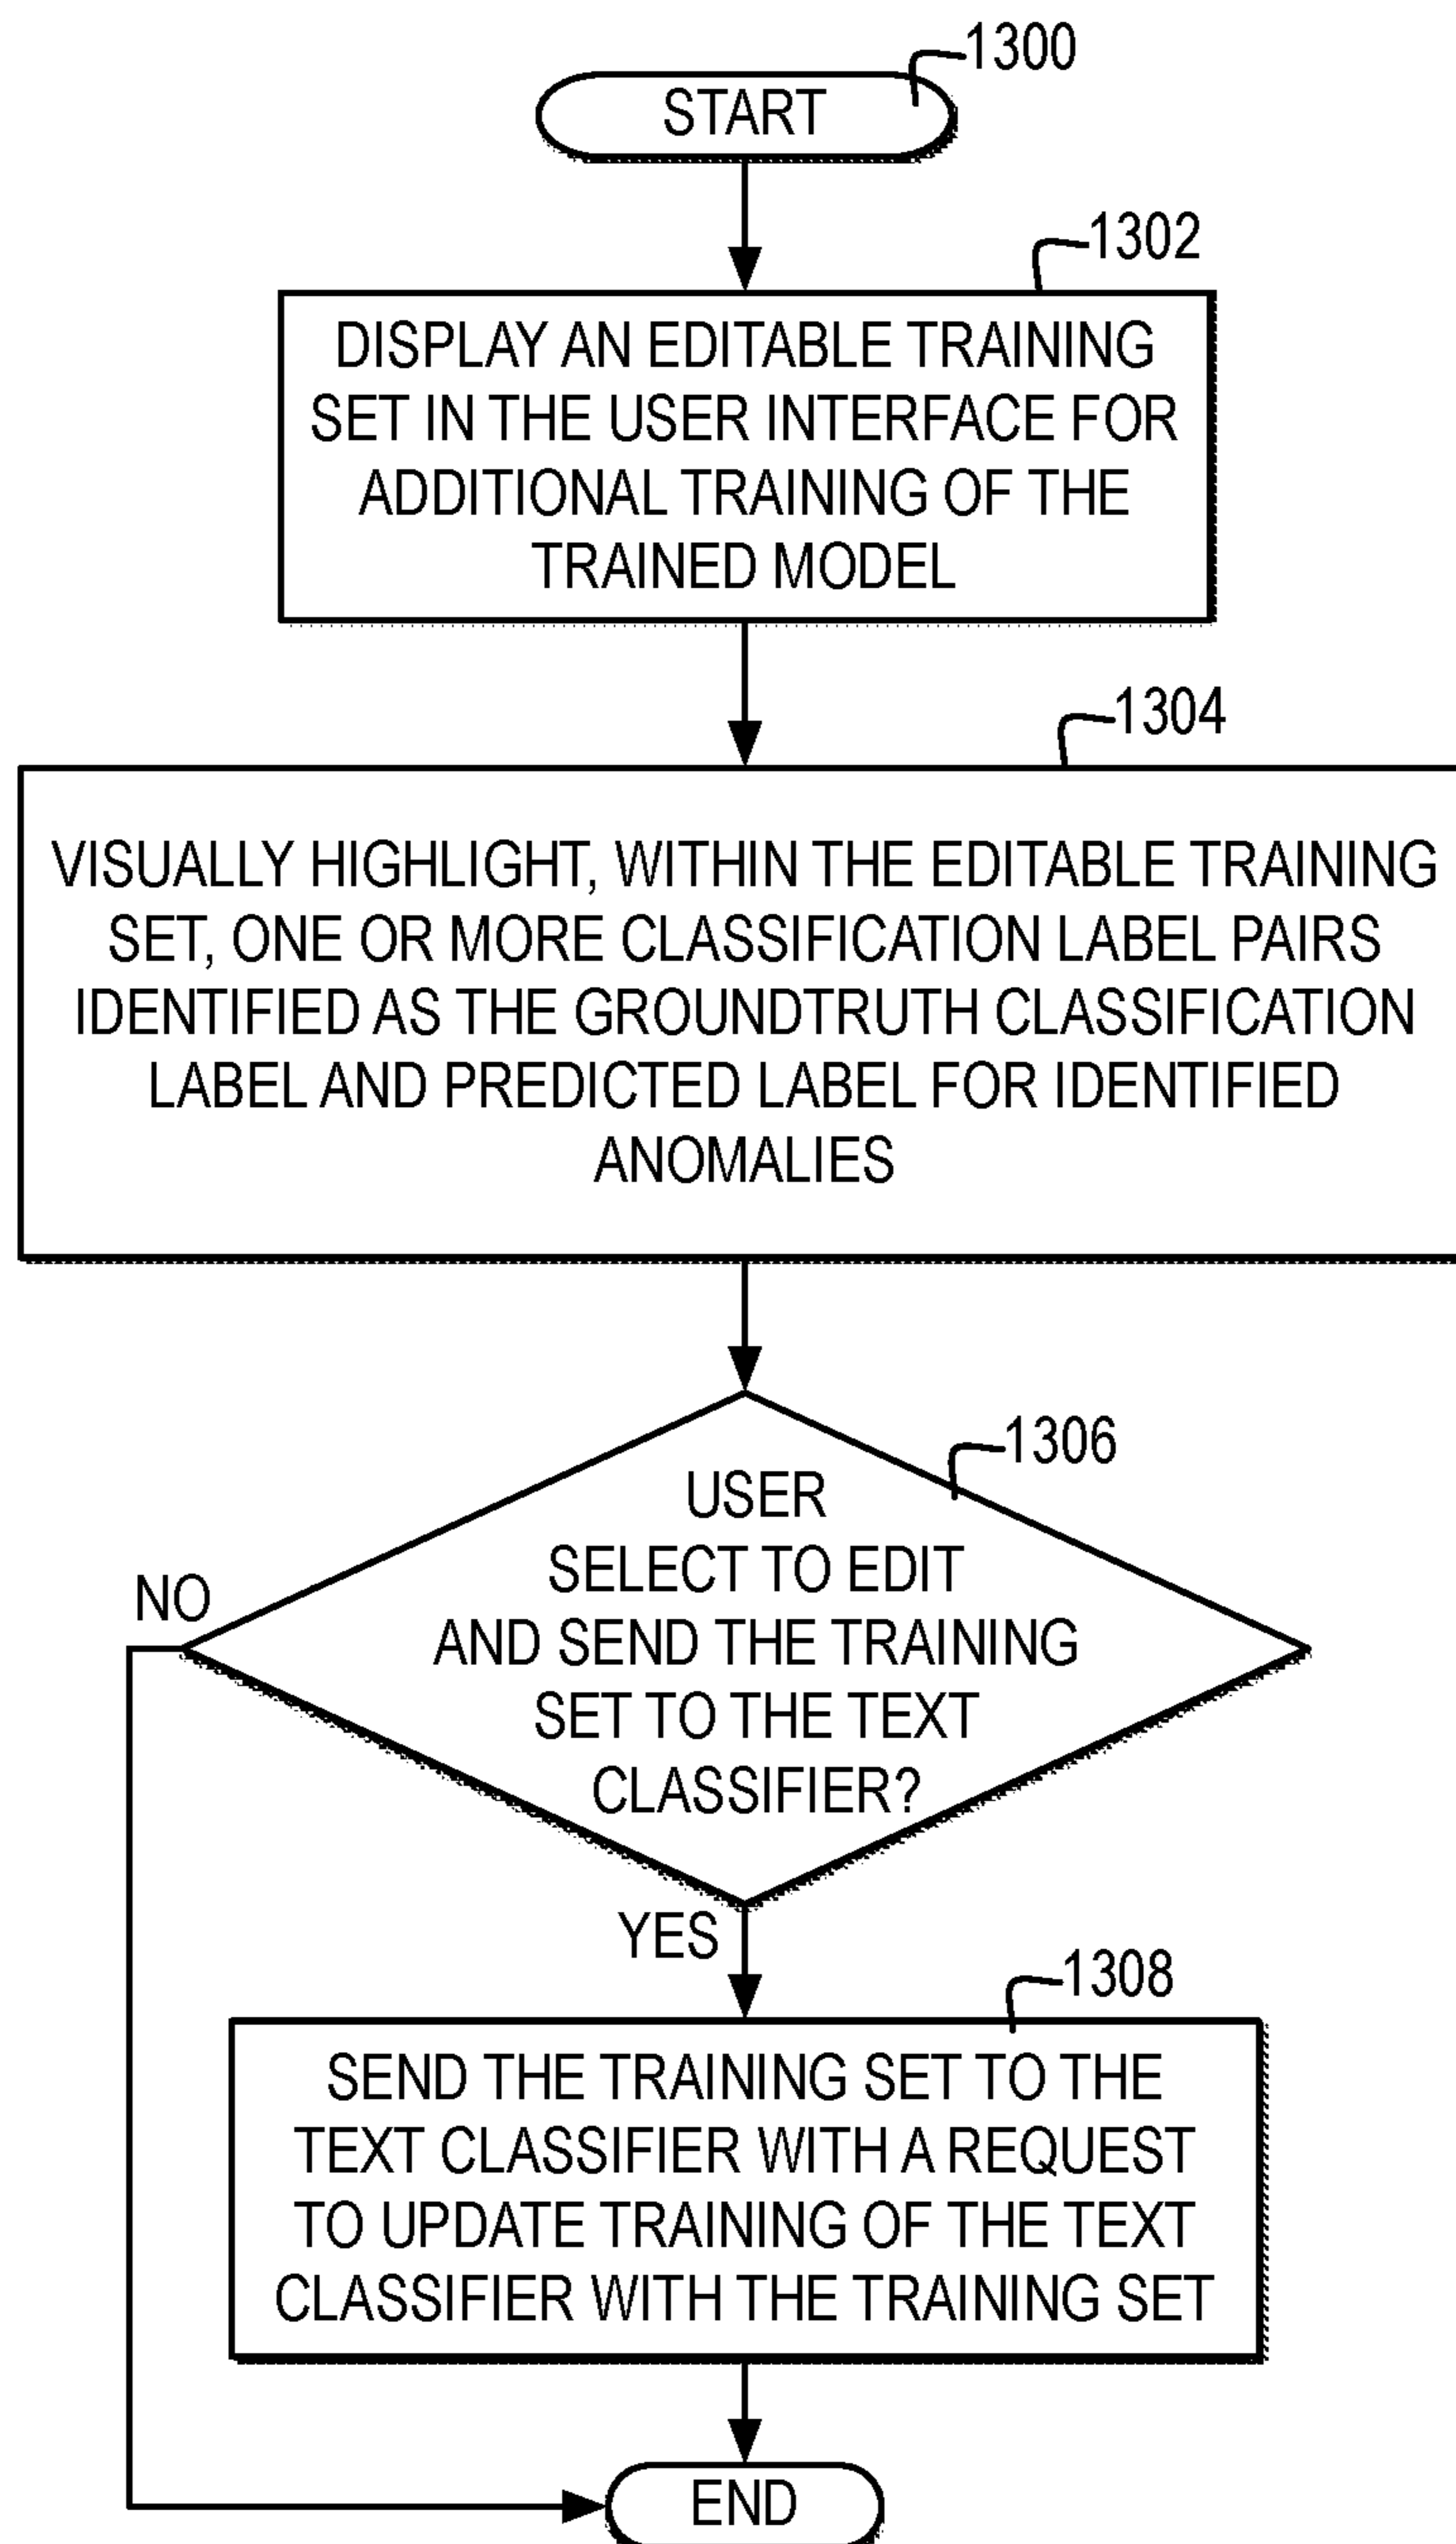 1300
START
1302
DISPLAY AN EDITABLE TRAINING
SET IN THE USER INTERFACE FOR
ADDITIONAL TRAINING OF THE
TRAINED MODEL
1304
VISUALLY HIGHLIGHT, WITHIN THE EDITABLE TRAINING
SET, ONE OR MORE CLASSIFICATION LABEL PAIRS
IDENTIFIED AS THE GROUNDTRUTH CLASSIFICATION
LABEL AND PREDICTED LABEL FOR IDENTIFIED
ANOMALIES
1306
USER
SELECT TO EDIT
AND SEND THE TRAINING
SET TO THE TEXT
CLASSIFIER?
NO
YES
1308
SEND THE TRAINING SET TO THE
TEXT CLASSIFIER WITH A REQUEST
TO UPDATE TRAINING OF THE TEXT
CLASSIFIER WITH THE TRAINING SET
END